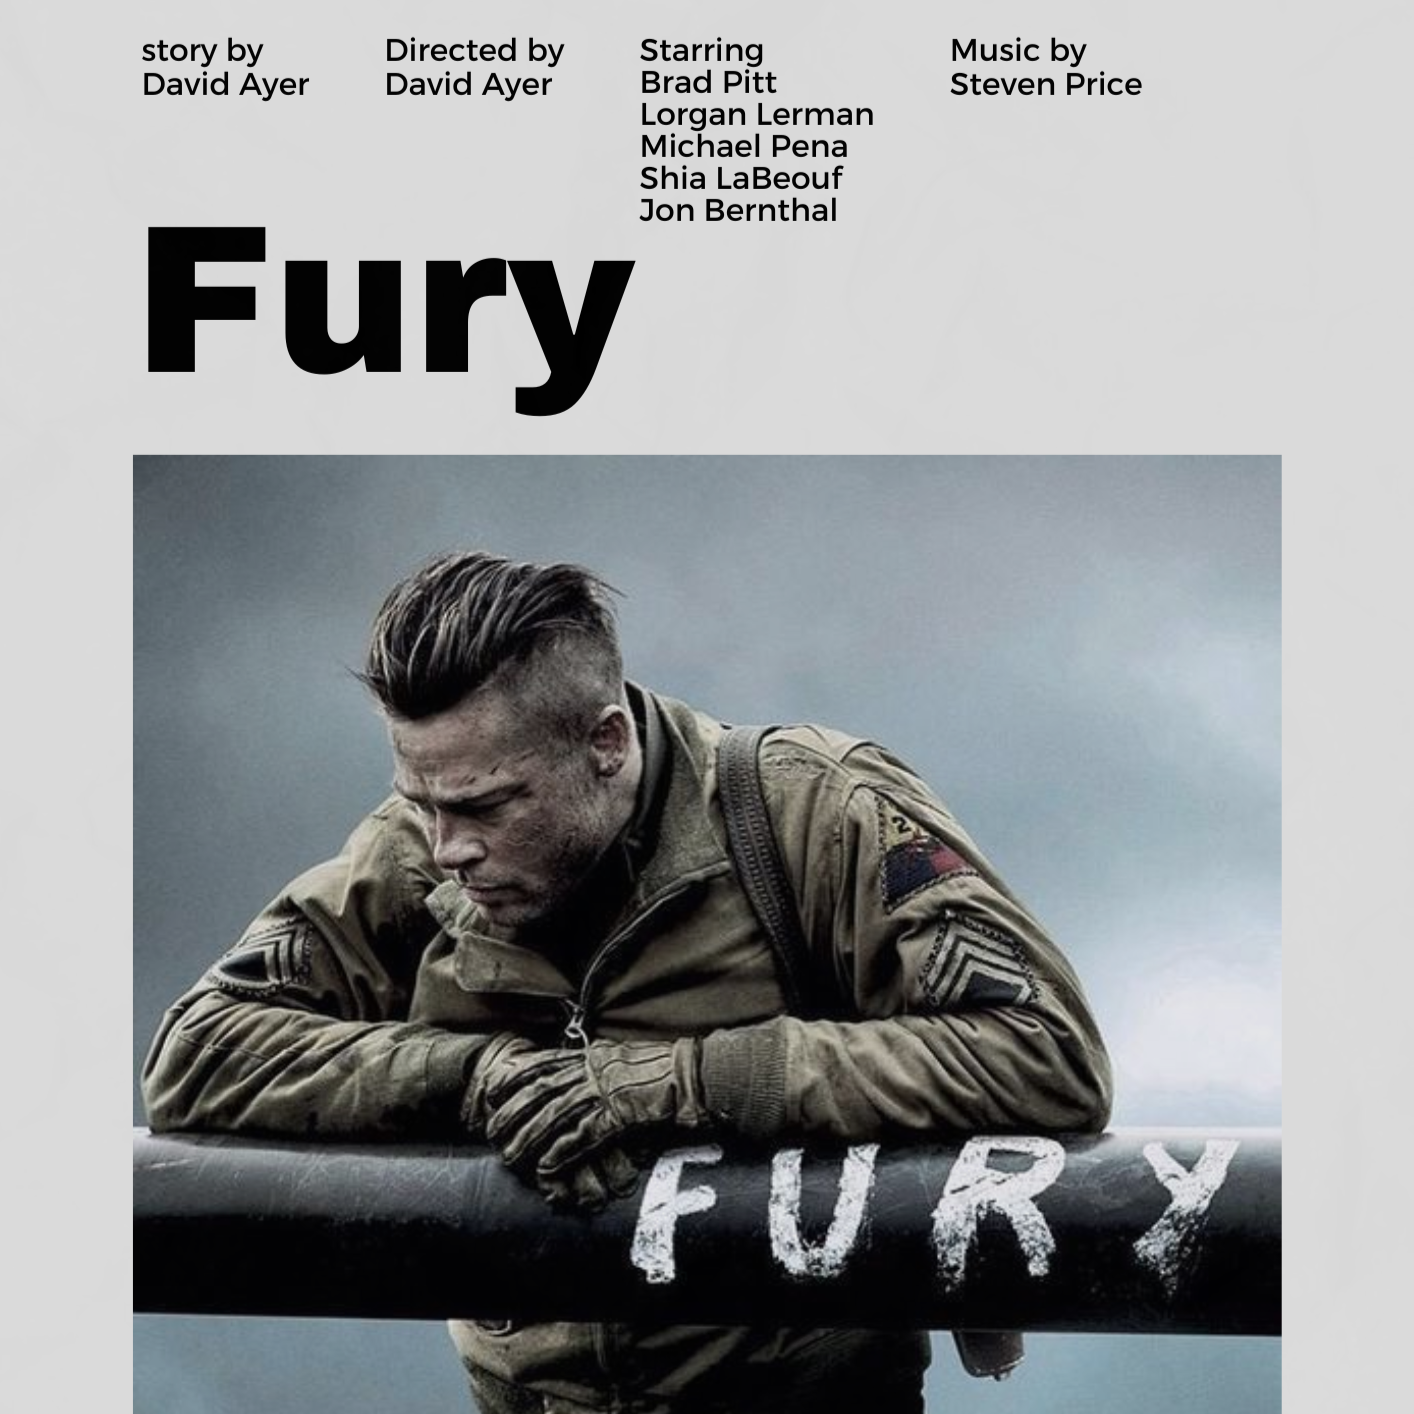 story by
David Ayer
Directed by
David Ayer
Starring
Brad Pitt
Lorgan Lerman
Michael Pena
Shia LaBeouf
Jon Bernthal
Music by
Steven Price
Fury
2
FURY